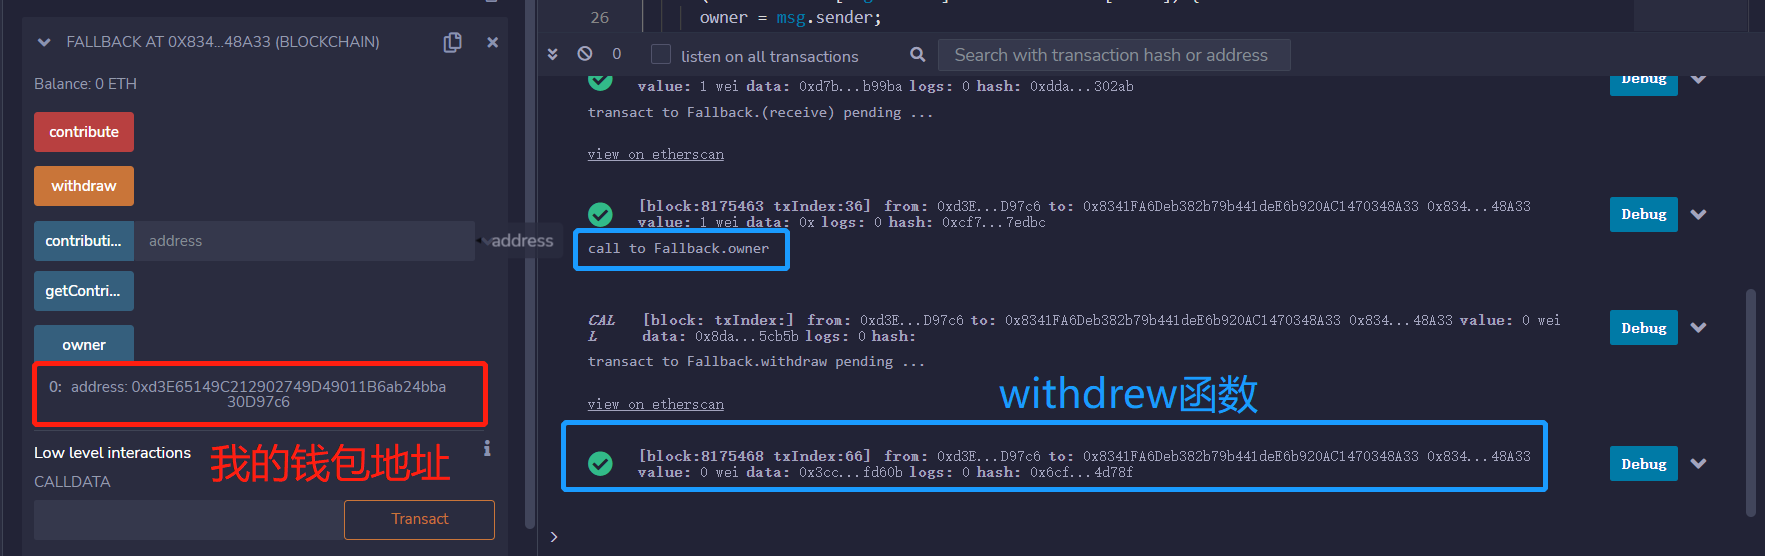 FALLBACK AT 0X834...48A33 (BLOCKCHAIN)
Balance: 0 ETH
contribute
withdraw
contributi...
address
address
getContri...
owner
0: address: 0xd3E65149C212902749D49011B6ab24bba
30D97c6
Low level interactions
我的钱包地址
CALLDATA
Transact
26
owner = msg.sender;
0
listen on all transactions
Search with transaction hash or address
value: 1 wei data: 0xd7b...b99ba logs: 0 hash: 0xdda...302ab
Debug
transact to Fallback.(receive) pending ...
view on etherscan
[block:8175463 txIndex:36] from: 0xd3E...D97c6 to: 0x8341FA6Deb382b79b441deE6b920AC1470348A33 0x834...48A33
value: 1 wei data: 0x logs: 0 hash: 0xcf7...7edbc
Debug
call to Fallback.owner
CAL
L
[block: txIndex:] from: 0xd3E...D97c6 to: 0x8341FA6Deb382b79b441deE6b920AC1470348A33 0x834...48A33 value: 0 wei
data: 0x8da...5cb5b logs: 0 hash:
Debug
transact to Fallback.withdraw pending ...
view on etherscan
withdrew函数
[block:8175468 txIndex:66] from: 0xd3E...D97c6 to: 0x8341FA6Deb382b79b441deE6b920AC1470348A33 0x834...48A33
value: 0 wei data: 0x3cc...fd60b logs: 0 hash: 0x6cf...4d78f
Debug
>